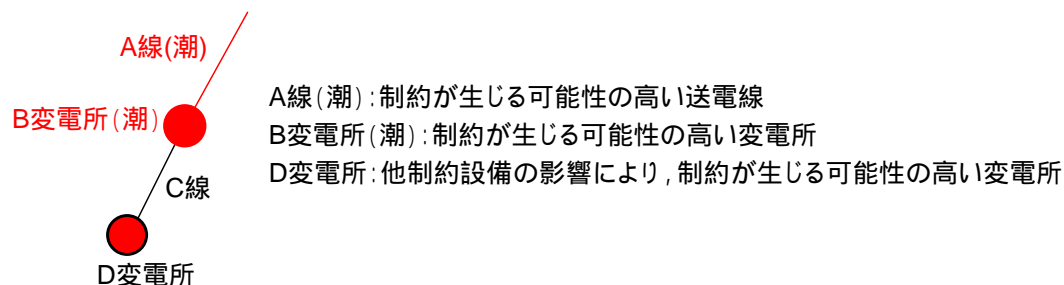 A線(潮)
A線(潮):制約が生じる可能性の高い送電線
B変電所(潮)
B変電所(潮):制約が生じる可能性の高い変電所
D変電所:他制約設備の影響により,制約が生じる可能性の高い変電所
C線
D変電所